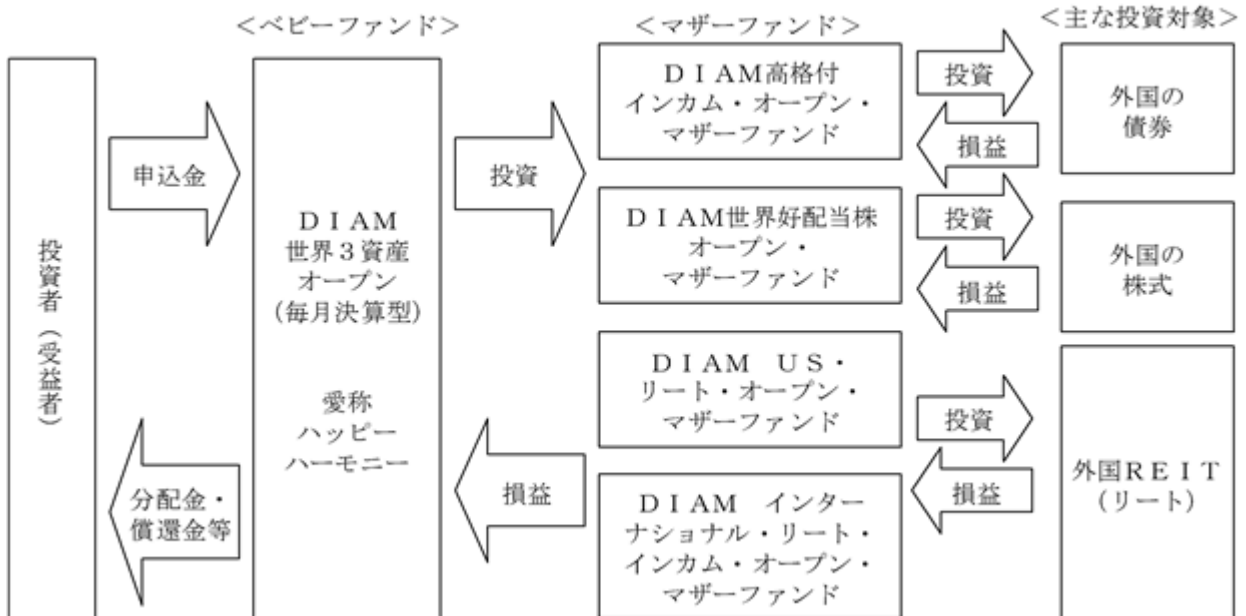 ＜ベビーファンド＞
＜マザーファンド＞
＜主な投資対象＞
投資者（受益者）
申込金
分配金・
償還金等
ＤＩＡＭ
世界３資産
オープン
（毎月決算型）
愛称
ハッピー
ハーモニー
投資
損益
ＤＩＡＭ高格付
インカム・オープン・
マザーファンド
投資
損益
外国の
債券
ＤＩＡＭ世界好配当株
オープン・
マザーファンド
投資
損益
外国の
株式
ＤＩＡＭ　ＵＳ・
リート・オープン・
マザーファンド
ＤＩＡＭ　インター
ナショナル・リート・
インカム・オープン・
マザーファンド
投資
損益
外国ＲＥＩＴ
（リート）